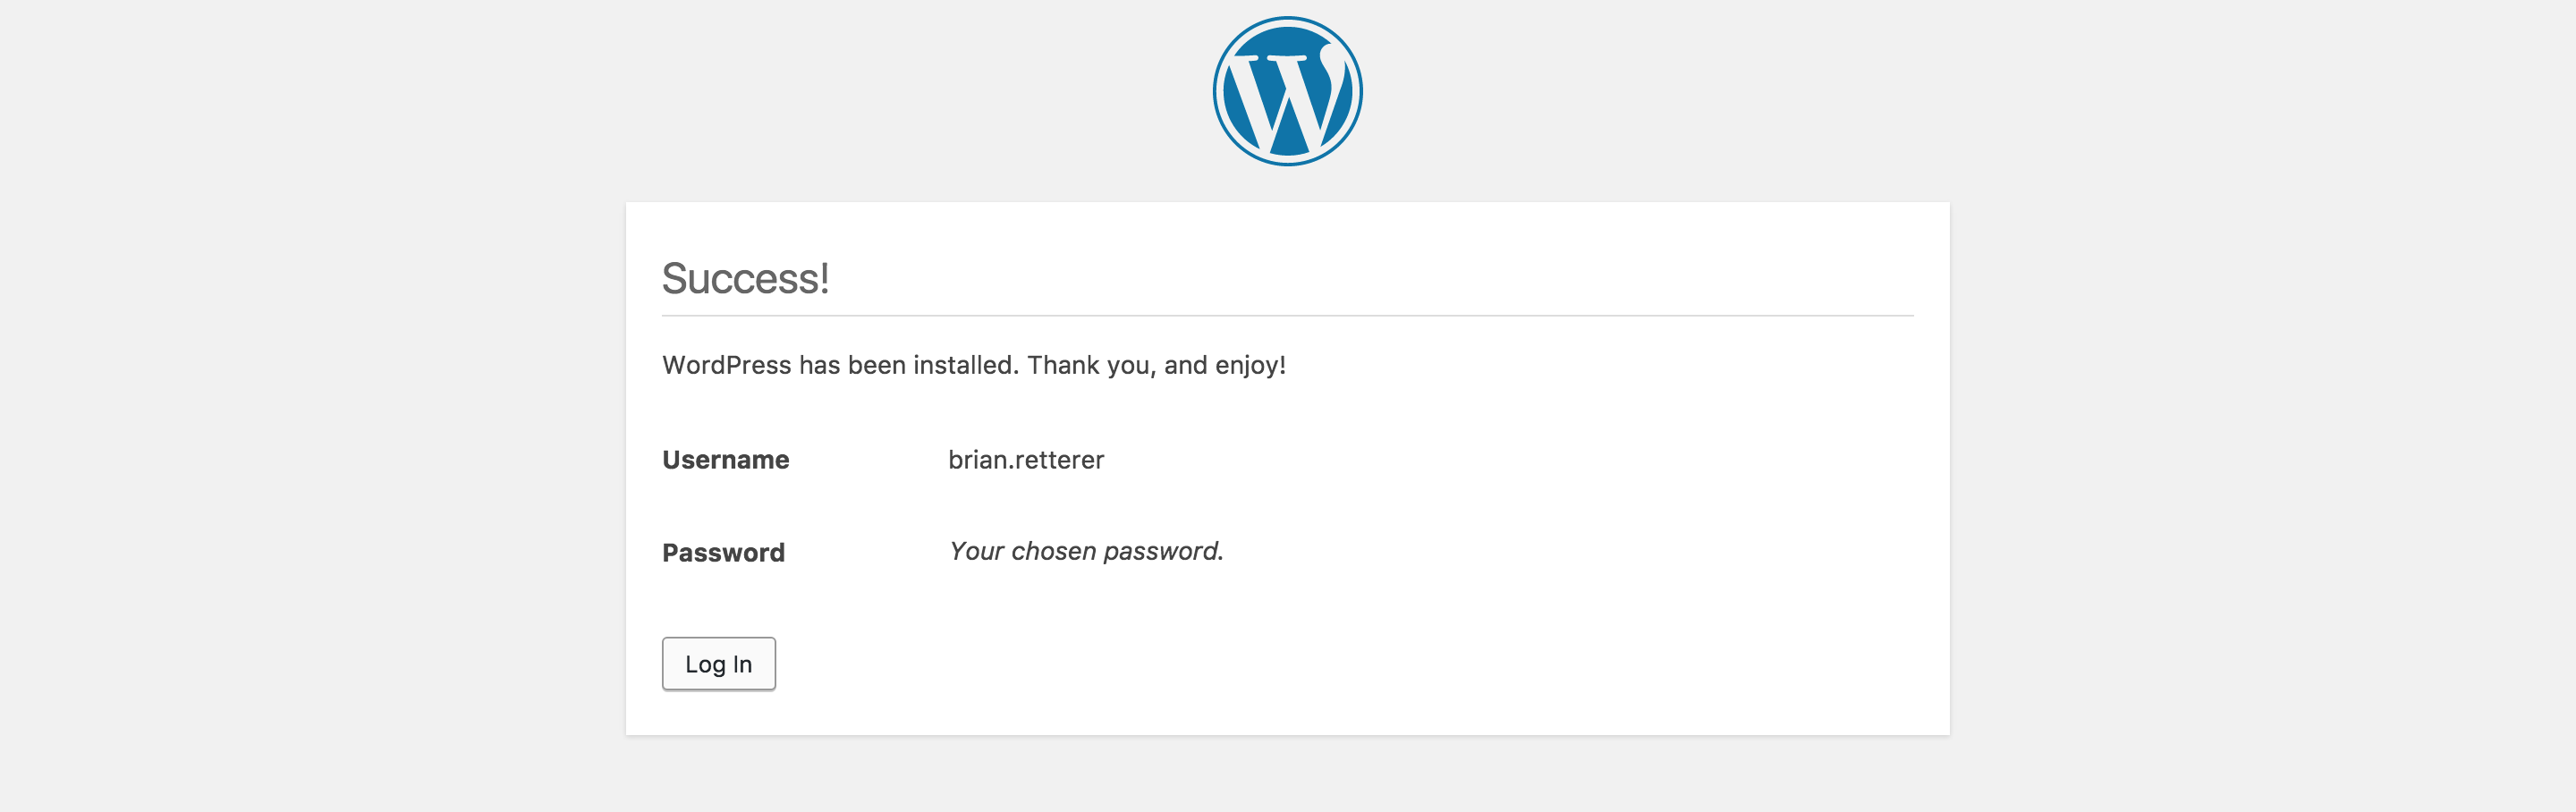 Success!
WordPress has been installed. Thank you, and enjoy!
Username brian.retterer
Password Your chosen password.
Log In